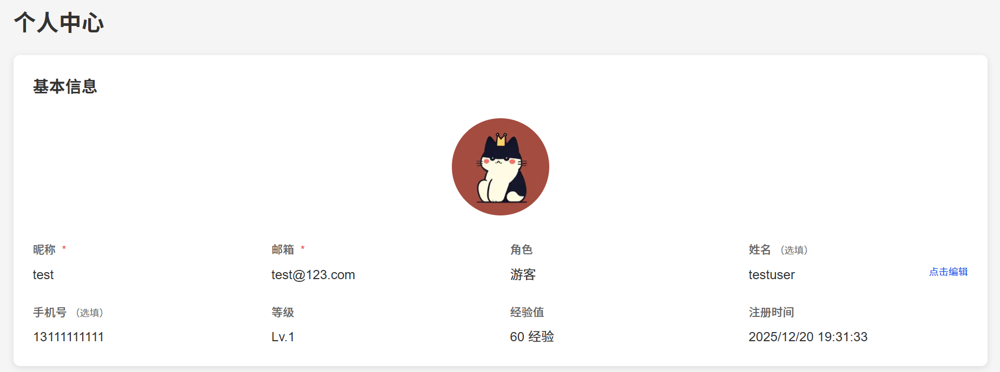 个人中心
基本信息
昵称 * 邮箱 * 角色 姓名 （选填）
test test@123.com 游客 testuser 点击编辑
手机号 （选填） 等级 经验值 注册时间
13111111111 Lv.1 60 经验 2025/12/20 19:31:33